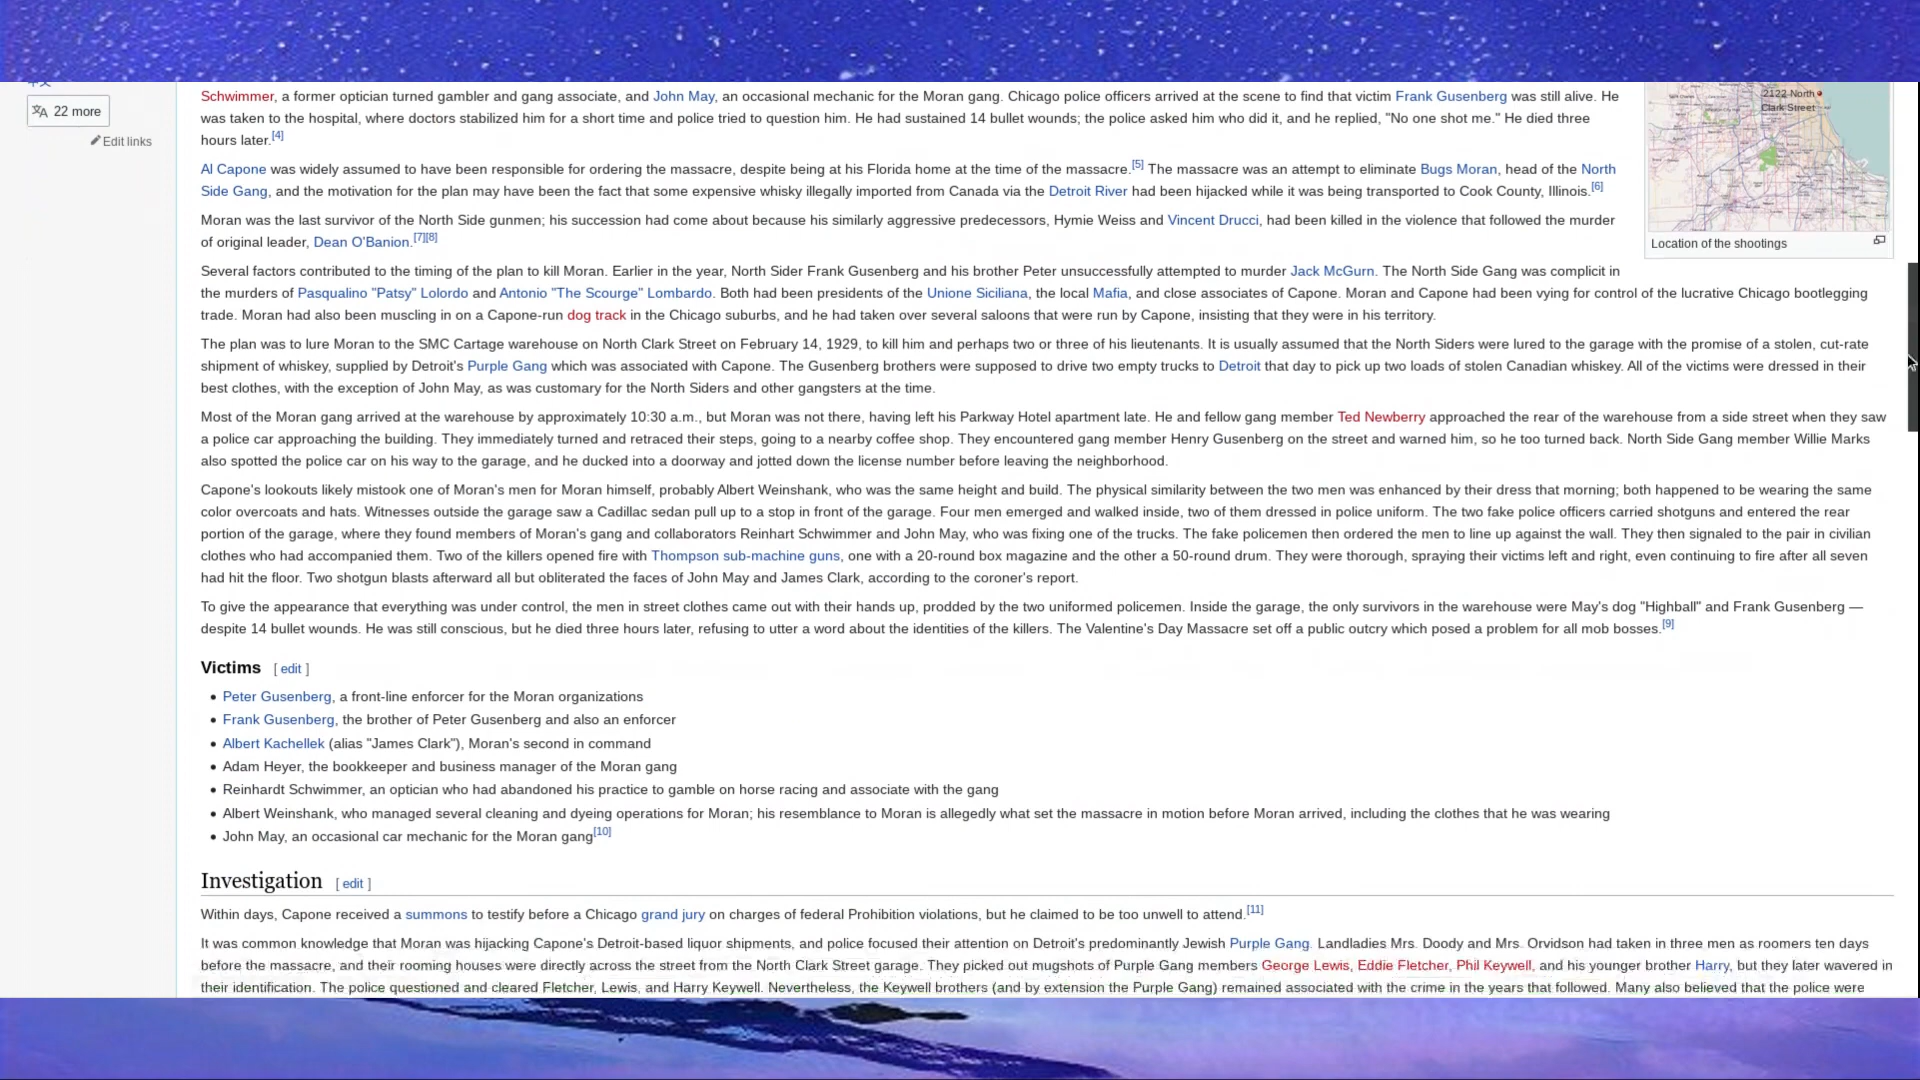 22 more
Edit links
2122 North
Clark Street
Location of the shootings
Schwimmer, a former optician turned gambler and gang associate, and John May, an occasional mechanic for the Moran gang. Chicago police officers arrived at the scene to find that victim Frank Gusenberg was still alive. He
was taken to the hospital, where doctors stabilized him for a short time and police tried to question him. He had sustained 14 bullet wounds; the police asked him who did it, and he replied, "No one shot me." He died three
hours later.[4]
Al Capone was widely assumed to have been responsible for ordering the massacre, despite being at his Florida home at the time of the massacre.[5] The massacre was an attempt to eliminate Bugs Moran, head of the North
Side Gang, and the motivation for the plan may have been the fact that some expensive whisky illegally imported from Canada via the Detroit River had been hijacked while it was being transported to Cook County, Illinois.[6]
Moran was the last survivor of the North Side gunmen; his succession had come about because his similarly aggressive predecessors, Hymie Weiss and Vincent Drucci, had been killed in the violence that followed the murder
of original leader, Dean O'Banion.[7][8]
Several factors contributed to the timing of the plan to kill Moran. Earlier in the year, North Sider Frank Gusenberg and his brother Peter unsuccessfully attempted to murder Jack McGurn. The North Side Gang was complicit in
the murders of Pasqualino "Patsy" Lolordo and Antonio "The Scourge" Lombardo. Both had been presidents of the Unione Siciliana, the local Mafia, and close associates of Capone. Moran and Capone had been vying for control of the lucrative Chicago bootlegging
trade. Moran had also been muscling in on a Capone-run dog track in the Chicago suburbs, and he had taken over several saloons that were run by Capone, insisting that they were in his territory.
The plan was to lure Moran to the SMC Cartage warehouse on North Clark Street on February 14, 1929, to kill him and perhaps two or three of his lieutenants. It is usually assumed that the North Siders were lured to the garage with the promise of a stolen, cut-rate
shipment of whiskey, supplied by Detroit's Purple Gang which was associated with Capone. The Gusenberg brothers were supposed to drive two empty trucks to Detroit that day to pick up two loads of stolen Canadian whiskey. All of the victims were dressed in their
best clothes, with the exception of John May, as was customary for the North Siders and other gangsters at the time.
Most of the Moran gang arrived at the warehouse by approximately 10:30 a.m., but Moran was not there, having left his Parkway Hotel apartment late. He and fellow gang member Ted Newberry approached the rear of the warehouse from a side street when they saw
a police car approaching the building. They immediately turned and retraced their steps, going to a nearby coffee shop. They encountered gang member Henry Gusenberg on the street and warned him, so he too turned back. North Side Gang member Willie Marks
also spotted the police car on his way to the garage, and he ducked into a doorway and jotted down the license number before leaving the neighborhood.
Capone's lookouts likely mistook one of Moran's men for Moran himself, probably Albert Weinshank, who was the same height and build. The physical similarity between the two men was enhanced by their dress that morning; both happened to be wearing the same
color overcoats and hats. Witnesses outside the garage saw a Cadillac sedan pull up to a stop in front of the garage. Four men emerged and walked inside, two of them dressed in police uniform. The two fake police officers carried shotguns and entered the rear
portion of the garage, where they found members of Moran's gang and collaborators Reinhart Schwimmer and John May, who was fixing one of the trucks. The fake policemen then ordered the men to line up against the wall. They then signaled to the pair in civilian
clothes who had accompanied them. Two of the killers opened fire with Thompson sub-machine guns, one with a 20-round box magazine and the other a 50-round drum. They were thorough, spraying their victims left and right, even continuing to fire after all seven
had hit the floor. Two shotgun blasts afterward all but obliterated the faces of John May and James Clark, according to the coroner's report.
To give the appearance that everything was under control, the men in street clothes came out with their hands up, prodded by the two uniformed policemen. Inside the garage, the only survivors in the warehouse were May's dog "Highball" and Frank Gusenberg —
despite 14 bullet wounds. He was still conscious, but he died three hours later, refusing to utter a word about the identities of the killers. The Valentine's Day Massacre set off a public outcry which posed a problem for all mob bosses.[9]
Victims [ edit ]
• Peter Gusenberg, a front-line enforcer for the Moran organizations
• Frank Gusenberg, the brother of Peter Gusenberg and also an enforcer
• Albert Kachellek (alias "James Clark"), Moran's second in command
• Adam Heyer, the bookkeeper and business manager of the Moran gang
• Reinhardt Schwimmer, an optician who had abandoned his practice to gamble on horse racing and associate with the gang
• Albert Weinshank, who managed several cleaning and dyeing operations for Moran; his resemblance to Moran is allegedly what set the massacre in motion before Moran arrived, including the clothes that he was wearing
• John May, an occasional car mechanic for the Moran gang[10]
Investigation [ edit ]
Within days, Capone received a summons to testify before a Chicago grand jury on charges of federal Prohibition violations, but he claimed to be too unwell to attend.[11]
It was common knowledge that Moran was hijacking Capone's Detroit-based liquor shipments, and police focused their attention on Detroit's predominantly Jewish Purple Gang. Landladies Mrs. Doody and Mrs. Orvidson had taken in three men as roomers ten days
before the massacre, and their rooming houses were directly across the street from the North Clark Street garage. They picked out mugshots of Purple Gang members George Lewis, Eddie Fletcher, Phil Keywell, and his younger brother Harry, but they later wavered in
their identification. The police questioned and cleared Fletcher, Lewis, and Harry Keywell. Nevertheless, the Keywell brothers (and by extension the Purple Gang) remained associated with the crime in the years that followed. Many also believed that the police were